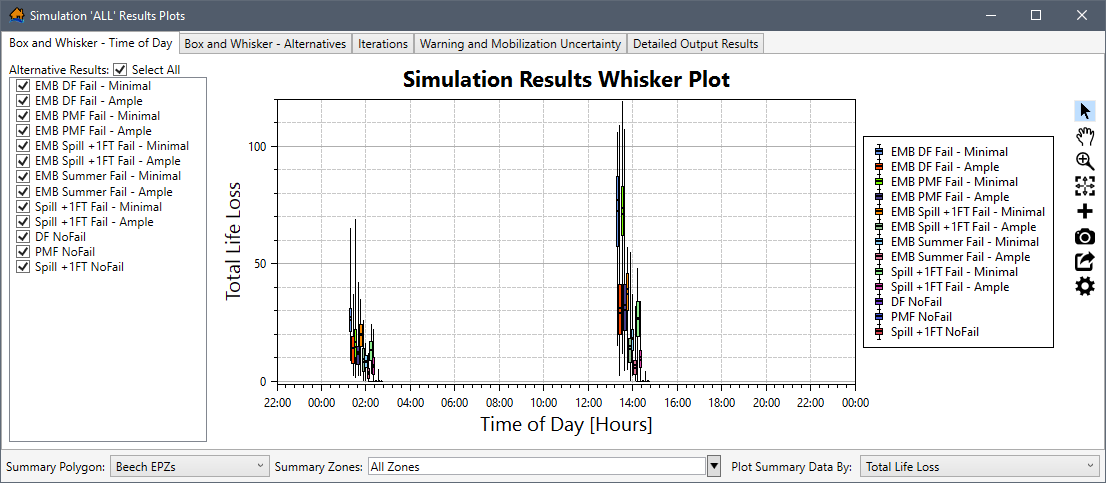 Simulation 'ALL' Results Plots
Box and Whisker - Time of Day
Box and Whisker - Alternatives
Iterations
Warning and Mobilization Uncertainty
Detailed Output Results
Alternative Results:
Select All
EMB DF Fail - Minimal
EMB DF Fail - Ample
EMB PMF Fail - Minimal
EMB PMF Fail - Ample
EMB Spill +1FT Fail - Minimal
EMB Spill +1FT Fail - Ample
EMB Summer Fail - Minimal
EMB Summer Fail - Ample
Spill +1FT Fail - Minimal
Spill +1FT Fail - Ample
DF NoFail
PMF NoFail
Spill +1FT NoFail
Simulation Results Whisker Plot
Total Life Loss
100
50
0
22:00 00:00 02:00 04:00 06:00 08:00 10:00 12:00 14:00 16:00 18:00 20:00 22:00 00:00
Time of Day [Hours]
EMB DF Fail - Minimal
EMB DF Fail - Ample
EMB PMF Fail - Minimal
EMB PMF Fail - Ample
EMB Spill +1FT Fail - Minimal
EMB Spill +1FT Fail - Ample
EMB Summer Fail - Minimal
EMB Summer Fail - Ample
Spill +1FT Fail - Minimal
Spill +1FT Fail - Ample
DF NoFail
PMF NoFail
Spill +1FT NoFail
Summary Polygon: Beech EPZs
Summary Zones: All Zones
Plot Summary Data By: Total Life Loss